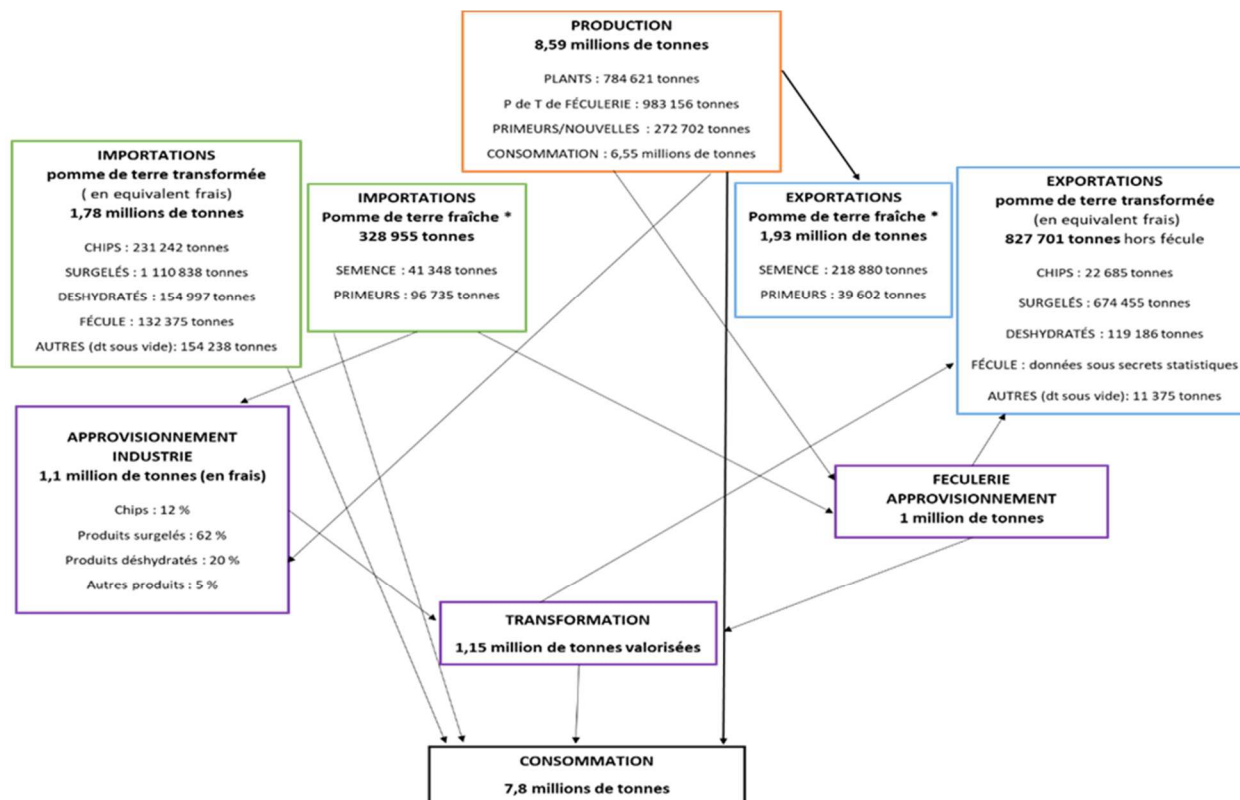 PRODUCTION
8,59 millions de tonnes
PLANTS : 784 621 tonnes
P de T de FÉCULERIE : 983 156 tonnes
PRIMEURS/NOUVELLES : 272 702 tonnes
CONSOMMATION : 6,55 millions de tonnes
IMPORTATIONS
pomme de terre transformée
( en equivalent frais)
1,78 millions de tonnes
CHIPS : 231 242 tonnes
SURGELÉS : 1 110 838 tonnes
DESHYDRATÉS : 154 997 tonnes
FÉCULE : 132 375 tonnes
AUTRES (dt sous vide): 154 238 tonnes
IMPORTATIONS
Pomme de terre fraîche *
328 955 tonnes
SEMENCE : 41 348 tonnes
PRIMEURS : 96 735 tonnes
EXPORTATIONS
Pomme de terre fraîche *
1,93 million de tonnes
SEMENCE : 218 880 tonnes
PRIMEURS : 39 602 tonnes
EXPORTATIONS
pomme de terre transformée
(en equivalent frais)
827 701 tonnes hors fécule
CHIPS : 22 685 tonnes
SURGELÉS : 674 455 tonnes
DESHYDRATÉS : 119 186 tonnes
FÉCULE : données sous secrets statistiques
AUTRES (dt sous vide): 11 375 tonnes
APPROVISIONNEMENT
INDUSTRIE
1,1 million de tonnes (en frais)
Chips : 12 %
Produits surgelés : 62 %
Produits déshydratés : 20 %
Autres produits : 5 %
FECULERIE
APPROVISIONNEMENT
1 million de tonnes
TRANSFORMATION
1,15 million de tonnes valorisées
CONSOMMATION
7,8 millions de tonnes